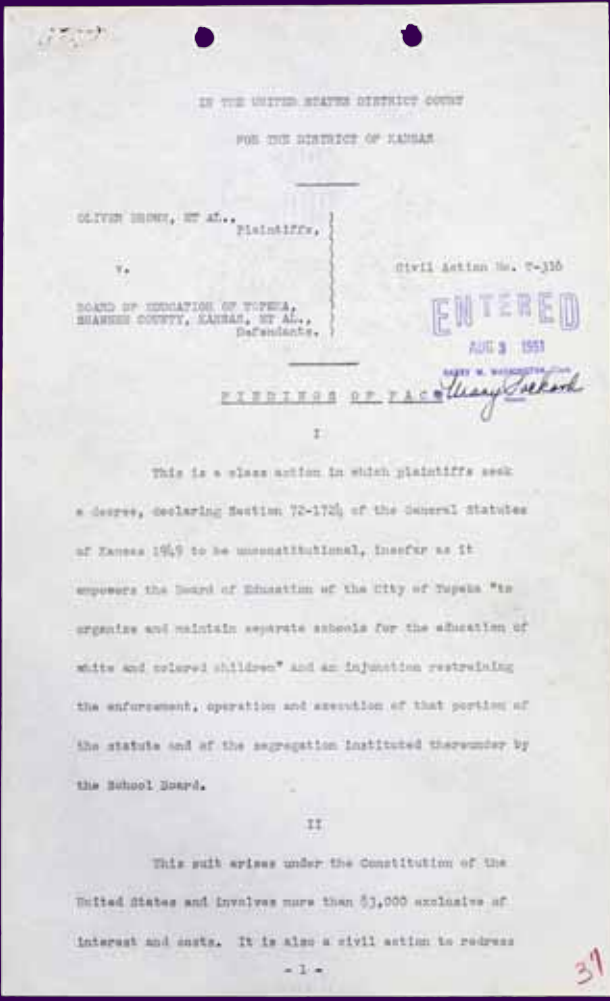 IN THE UNITED STATES DISTRICT COURT
FOR THE DISTRICT OF KANSAS
OLIVER BROWN, ET AL.,
Plaintiffs,
v.
Civil Action No. T-316
BOARD OF EDUCATION OF TOPEKA,
SHAWNEE COUNTY, KANSAS, ET AL.,
Defendants.
ENTERED
AUG 3 1951
FINDINGS OF FACT
I
This is a class action in which plaintiffs seek
a decree, declaring Section 72-1724 of the General Statutes
of Kansas 1949 to be unconstitutional, insofar as it
empowers the Board of Education of the City of Topeka "to
organize and maintain separate schools for the education of
white and colored children" and an injunction restraining
the enforcement, operation and execution of that portion of
the statute and of the segregation instituted thereunder by
the School Board.
II
This suit arises under the Constitution of the
United States and involves more than $3,000 exclusive of
interest and costs. It is also a civil action to redress
- 1 -
37